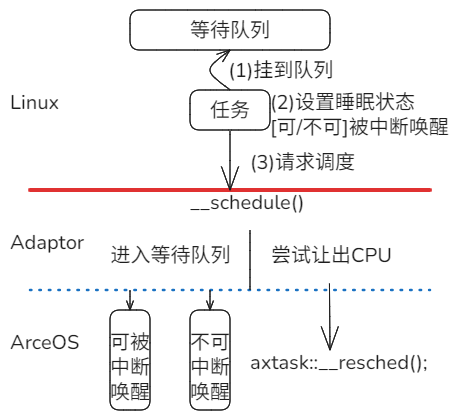 等待队列
(1)挂到队列
Linux
任务
(2)设置睡眠状态
[可/不可]被中断唤醒
(3)请求调度
__schedule()
Adaptor
进入等待队列
尝试让出CPU
ArceOS
可被
中断
唤醒
不可
中断
唤醒
axtask::__resched();